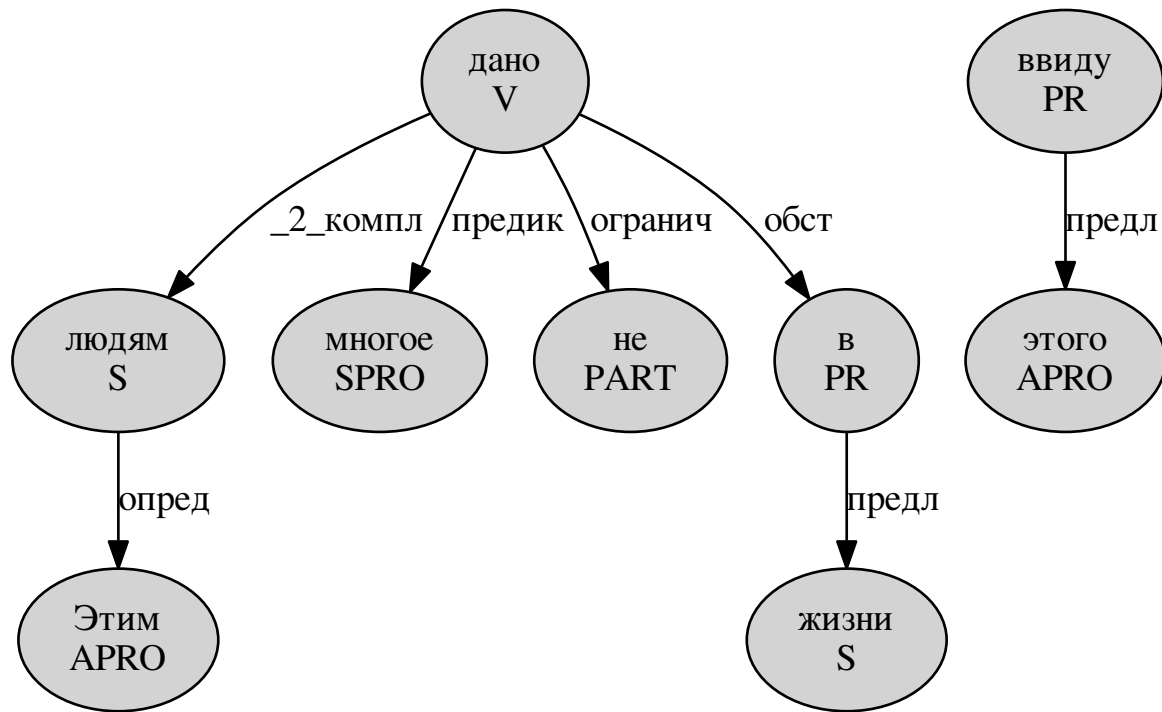 дано
V
ввиду
PR
_2_компл
предик
огранич
обст
предл
людям
S
многое
SPRO
не
PART
в
PR
этого
APRO
опред
предл
Этим
APRO
жизни
S